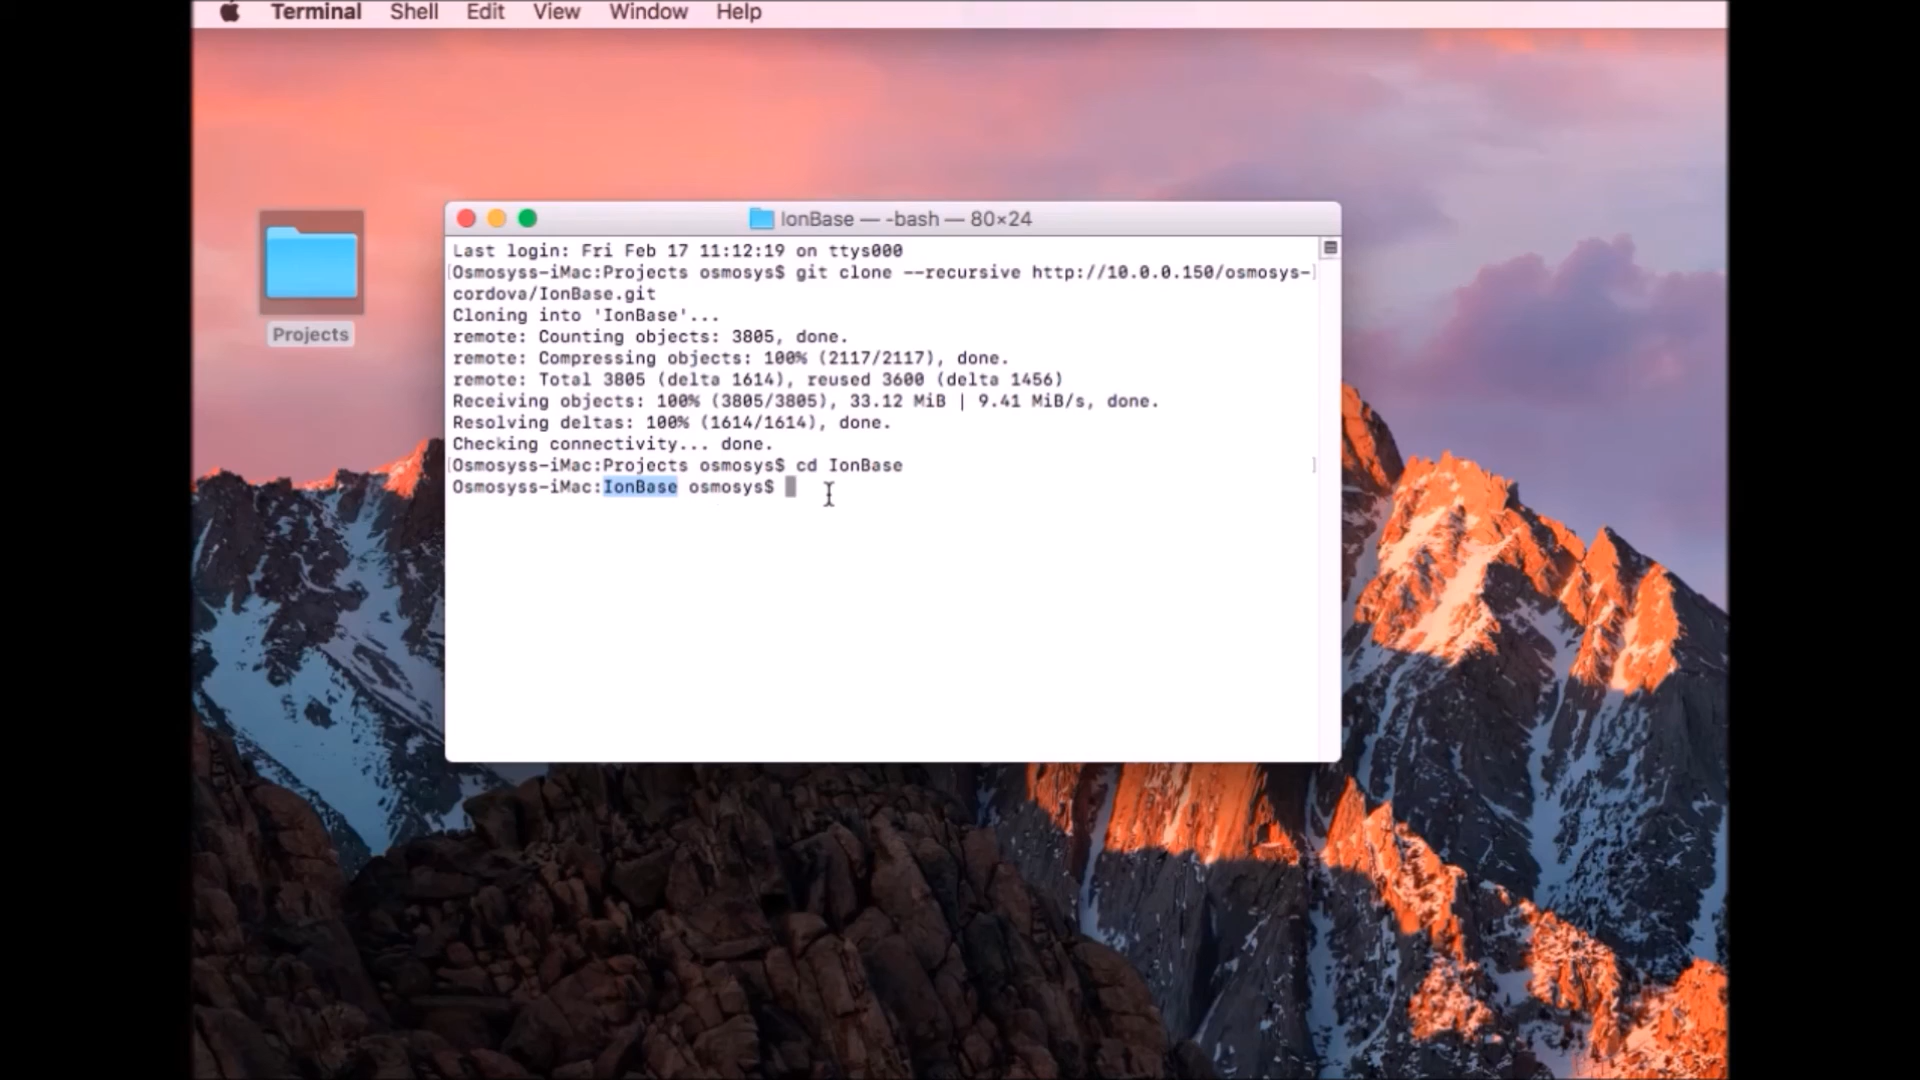 Terminal Shell Edit View Window Help
Projects
IonBase — -bash — 80×24
Last login: Fri Feb 17 11:12:19 on ttys000
[Osmosyss-iMac:Projects osmosys$ git clone --recursive http://10.0.0.150/osmosys-]
cordova/IonBase.git
Cloning into 'IonBase'...
remote: Counting objects: 3805, done.
remote: Compressing objects: 100% (2117/2117), done.
remote: Total 3805 (delta 1614), reused 3600 (delta 1456)
Receiving objects: 100% (3805/3805), 33.12 MiB | 9.41 MiB/s, done.
Resolving deltas: 100% (1614/1614), done.
Checking connectivity... done.
[Osmosyss-iMac:Projects osmosys$ cd IonBase ]
Osmosyss-iMac:IonBase osmosys$